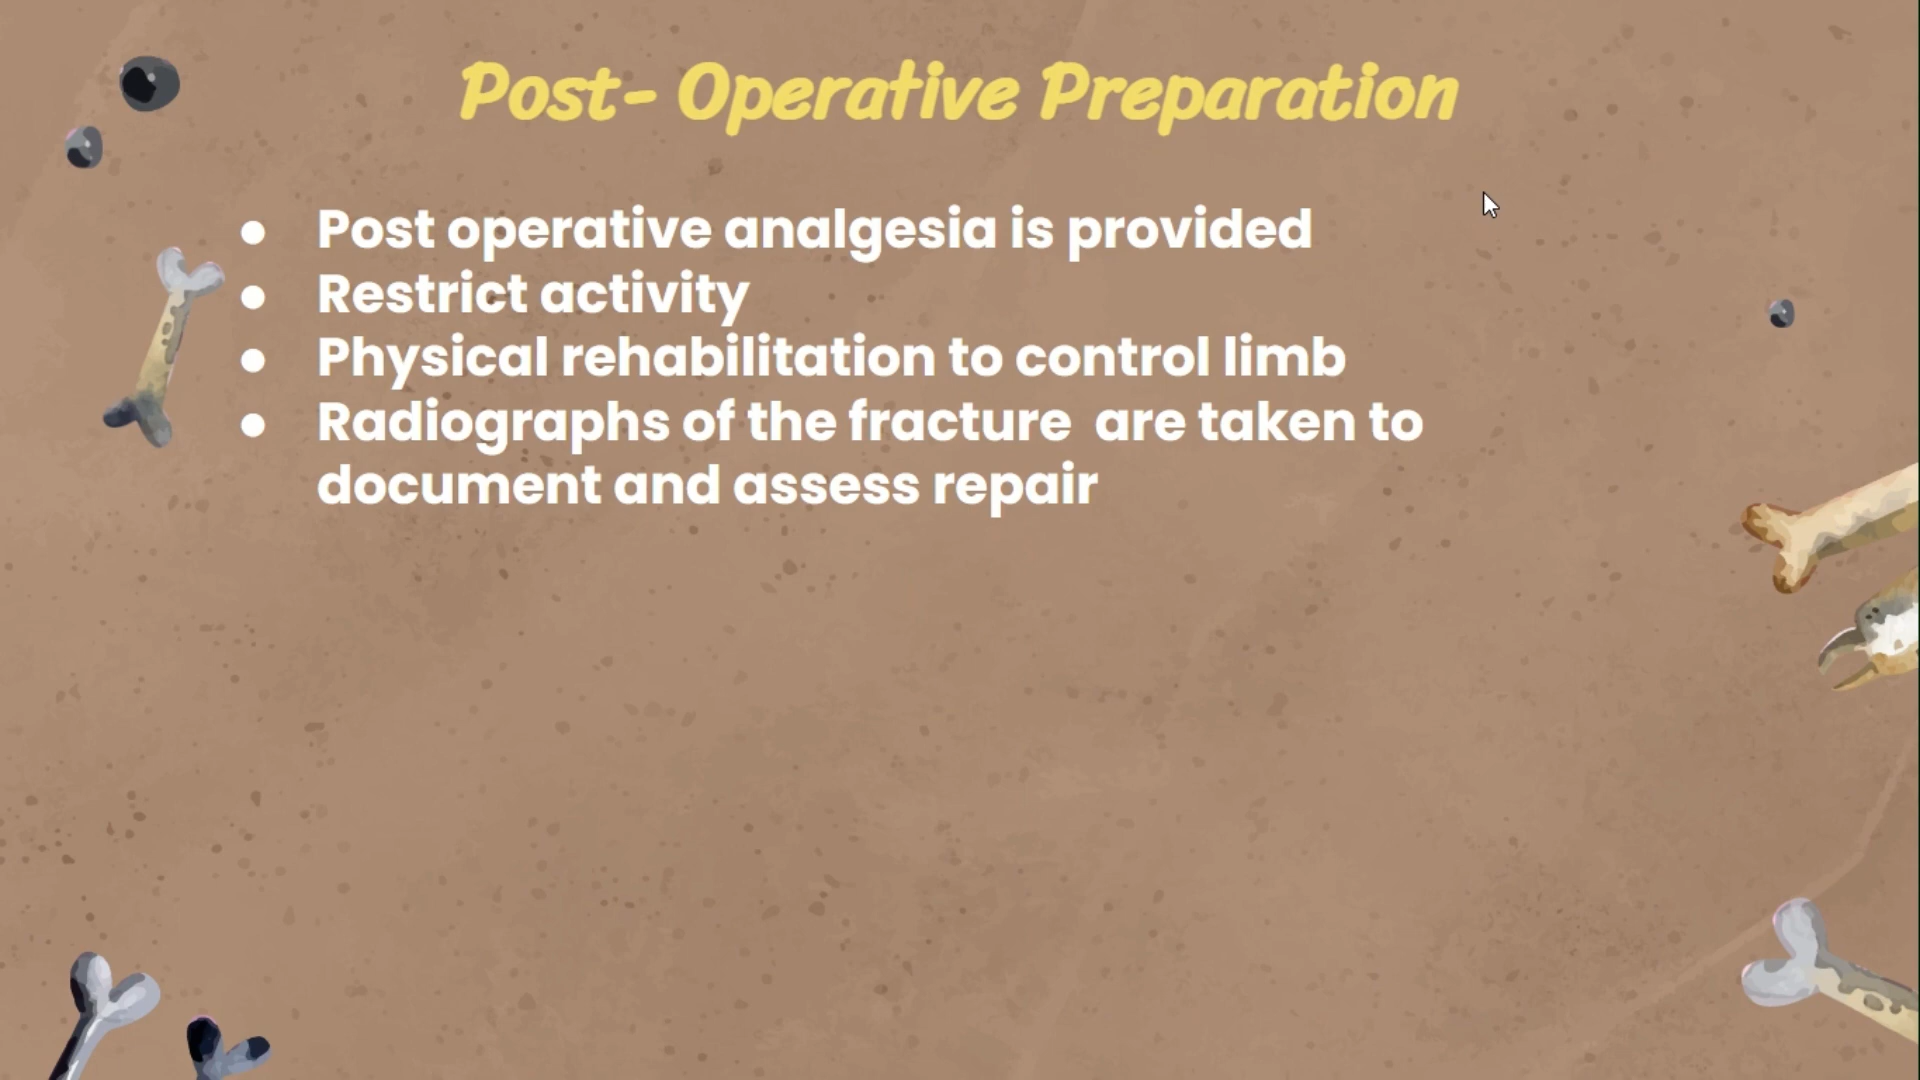 Post- Operative Preparation
● Post operative analgesia is provided
● Restrict activity
● Physical rehabilitation to control limb
● Radiographs of the fracture  are taken to
document and assess repair